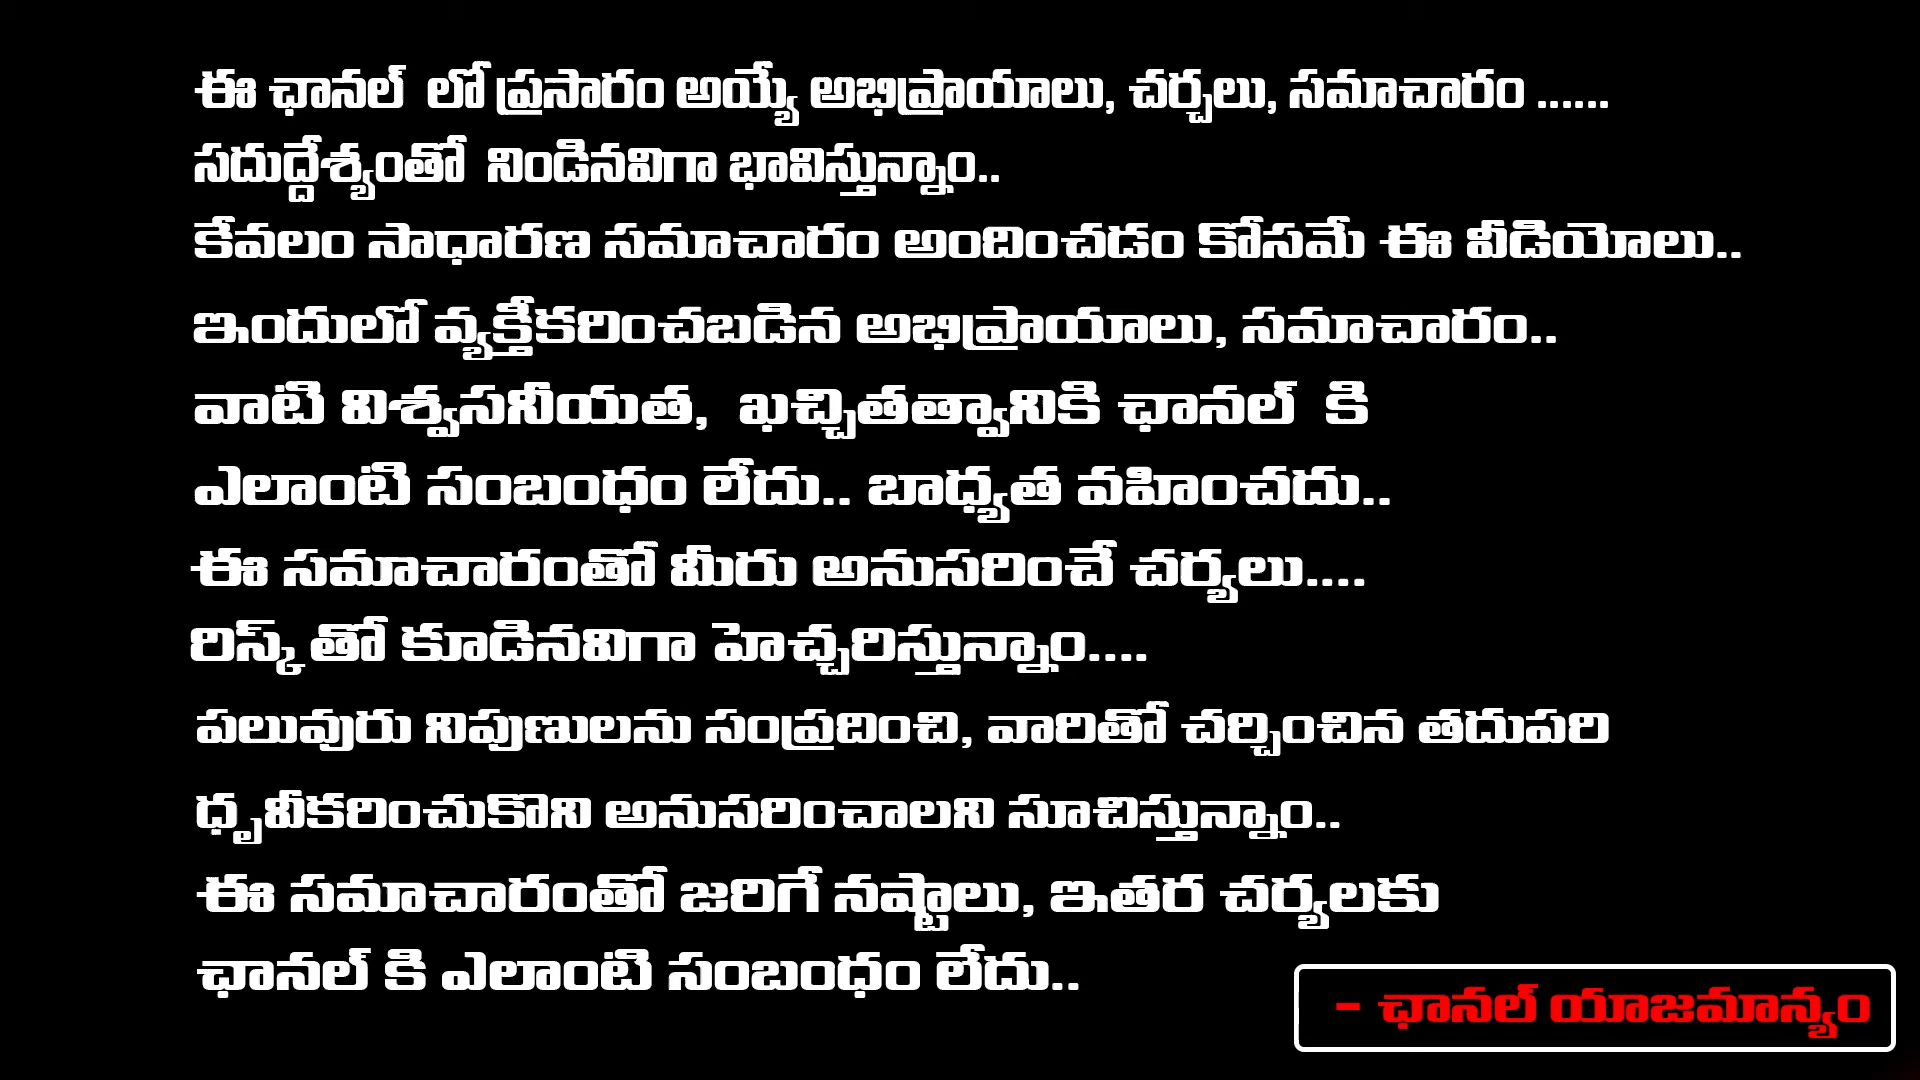 ఈ ఛానల్ లో ప్రసారం అయ్యే అభిప్రాయాలు, చర్చలు, సమాచారం ......
సదుద్దేశ్యంతో నిండినవిగా భావిస్తున్నాం..
కేవలం సాధారణ సమాచారం అందించడం కోసమే ఈ వీడియోలు..
ఇందులో వ్యక్తీకరించబడిన అభిప్రాయాలు, సమాచారం..
వాటి విశ్వసనీయత, ఖచ్చితత్వానికి ఛానల్ కి
ఎలాంటి సంబంధం లేదు.. బాధ్యత వహించదు..
ఈ సమాచారంతో మీరు అనుసరించే చర్యలు....
రిస్క్ తో కూడినవిగా హెచ్చరిస్తున్నాం....
పలువురు నిపుణులను సంప్రదించి, వారితో చర్చించిన తదుపరి
ధృవీకరించుకొని అనుసరించాలని సూచిస్తున్నాం..
ఈ సమాచారంతో జరిగే నష్టాలు, ఇతర చర్యలకు
ఛానల్ కి ఎలాంటి సంబంధం లేదు..
- ఛానల్ యాజమాన్యం